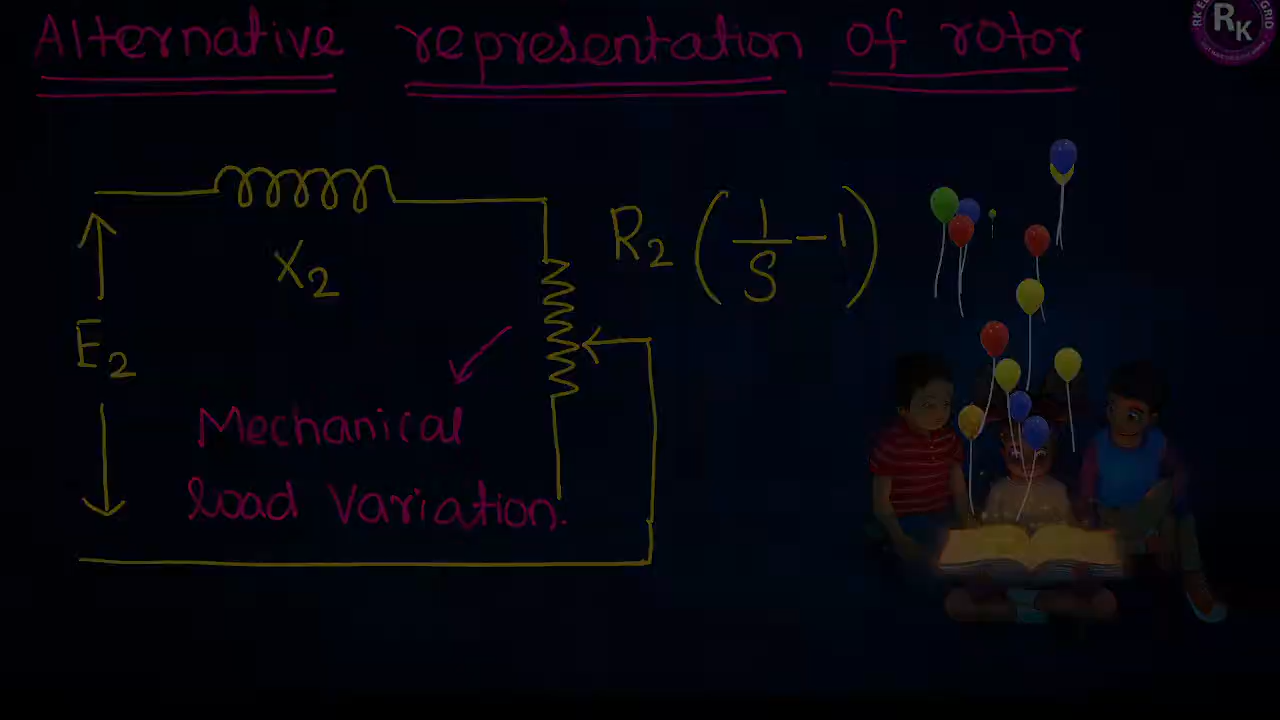 Alternative representation of rotor
RK
X2
R2 (1/S - 1)
E2
Mechanical
load Variation.